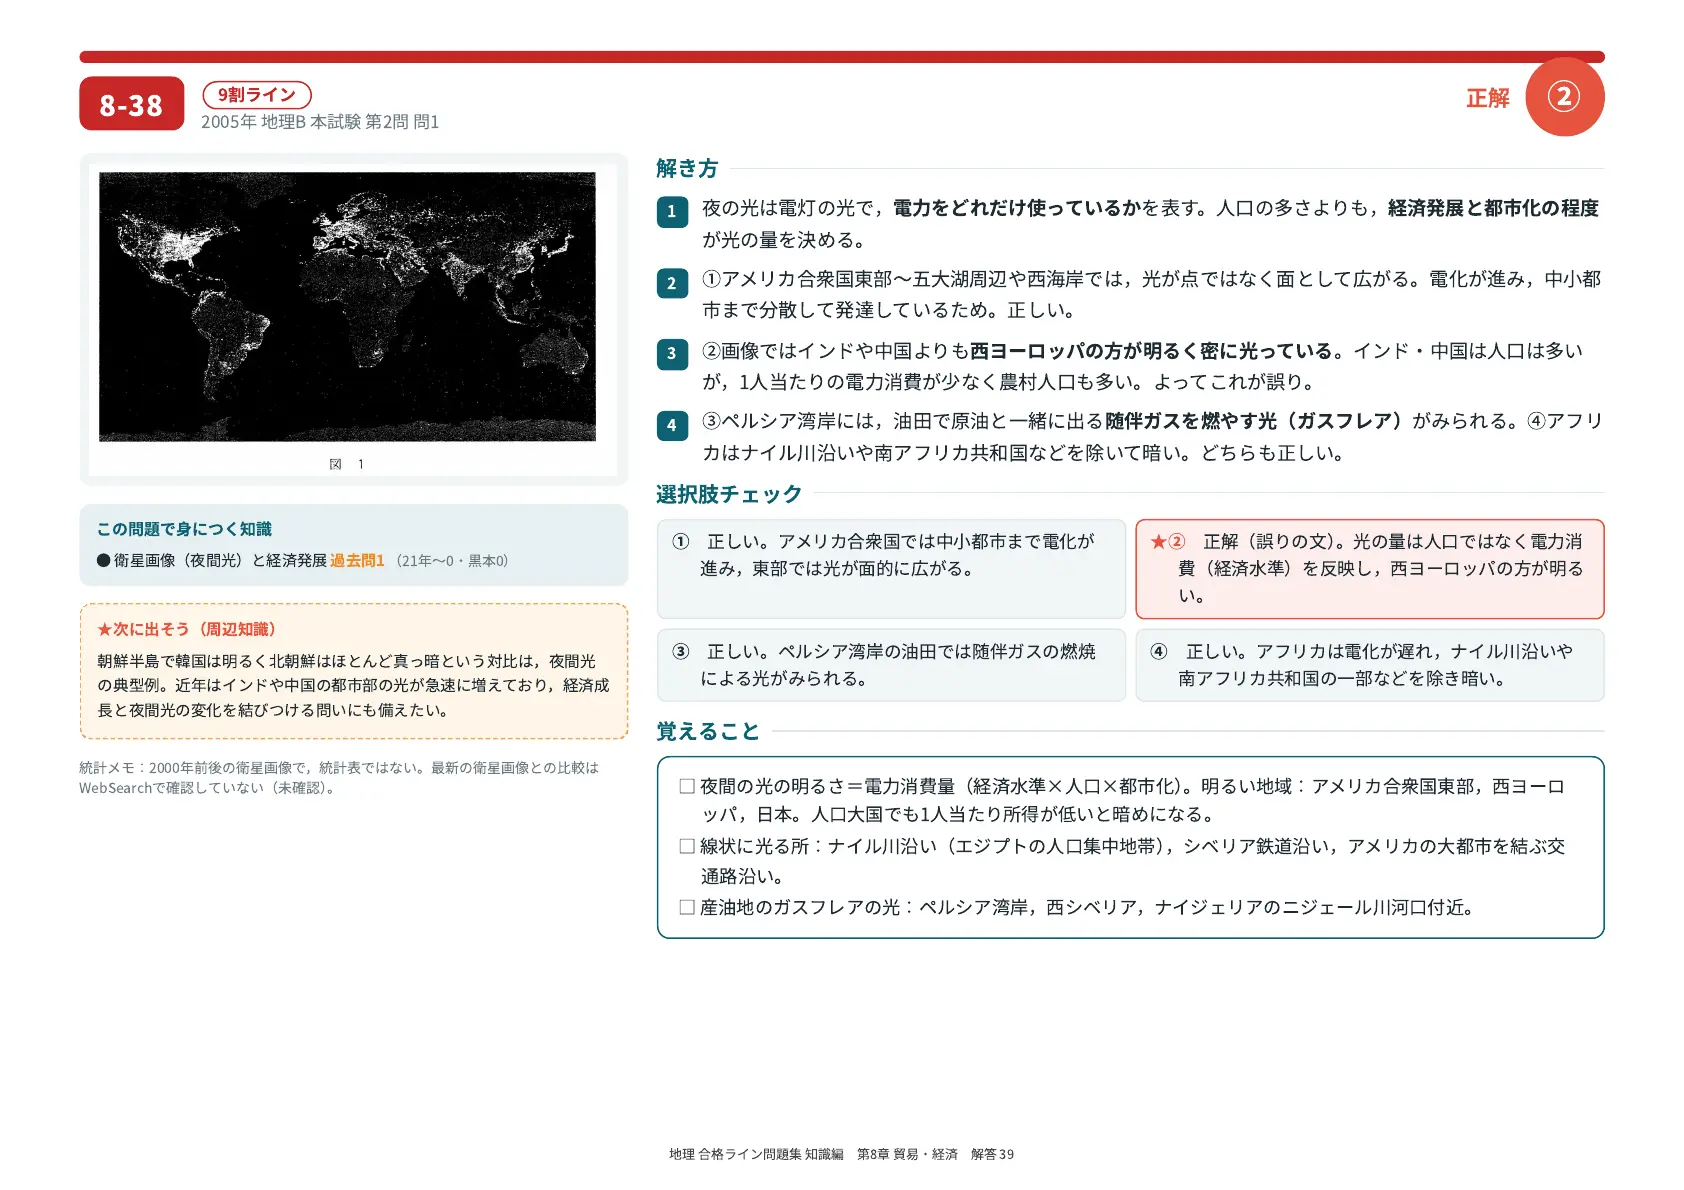 8-38
9割ライン
2005年 地理B 本試験 第2問 問1
正解 ②
図 1
この問題で身につく知識
●衛星画像（夜間光）と経済発展 過去問1 （21年〜0・黒本0）
★次に出そう（周辺知識）
朝鮮半島で韓国は明るく北朝鮮はほとんど真っ暗という対比は，夜間光
の典型例。近年はインドや中国の都市部の光が急速に増えており，経済成
長と夜間光の変化を結びつける問いにも備えたい。
統計メモ：2000年前後の衛星画像で，統計表ではない。最新の衛星画像との比較は
WebSearchで確認していない（未確認）。
解き方
1 夜の光は電灯の光で，電力をどれだけ使っているかを表す。人口の多さよりも，経済発展と都市化の程度
が光の量を決める。
2 ①アメリカ合衆国東部〜五大湖周辺や西海岸では，光が点ではなく面として広がる。電化が進み，中小都
市まで分散して発達しているため。正しい。
3 ②画像ではインドや中国よりも西ヨーロッパの方が明るく密に光っている。インド・中国は人口は多い
が，1人当たりの電力消費が少なく農村人口も多い。よってこれが誤り。
4 ③ペルシア湾岸には，油田で原油と一緒に出る随伴ガスを燃やす光（ガスフレア）がみられる。④アフリ
カはナイル川沿いや南アフリカ共和国などを除いて暗い。どちらも正しい。
選択肢チェック
① 正しい。アメリカ合衆国では中小都市まで電化が
進み，東部では光が面的に広がる。
★② 正解（誤りの文）。光の量は人口ではなく電力消
費（経済水準）を反映し，西ヨーロッパの方が明る
い。
③ 正しい。ペルシア湾岸の油田では随伴ガスの燃焼
による光がみられる。
④ 正しい。アフリカは電化が遅れ，ナイル川沿いや
南アフリカ共和国の一部などを除き暗い。
覚えること
□ 夜間の光の明るさ＝電力消費量（経済水準×人口×都市化）。明るい地域：アメリカ合衆国東部，西ヨーロ
ッパ，日本。人口大国でも1人当たり所得が低いと暗めになる。
□ 線状に光る所：ナイル川沿い（エジプトの人口集中地帯），シベリア鉄道沿い，アメリカの大都市を結ぶ交
通路沿い。
□ 産油地のガスフレアの光：ペルシア湾岸，西シベリア，ナイジェリアのニジェール川河口付近。
地理 合格ライン問題集 知識編 第8章 貿易・経済 解答 39